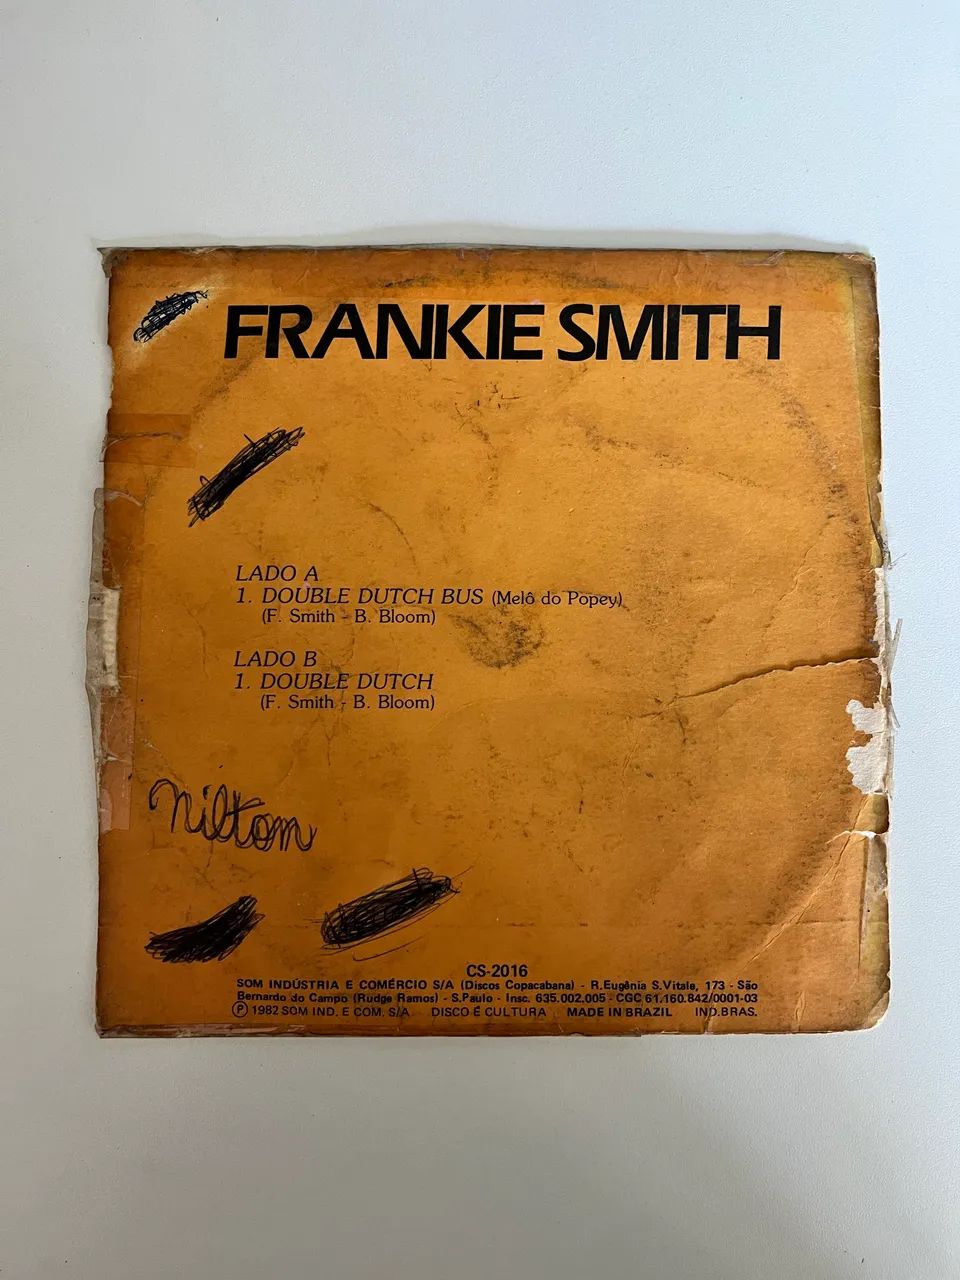 FRANKIE SMITH
LADO A
1. DOUBLE DUTCH BUS (Melô do Popey)
(F. Smith - B. Bloom)
LADO B
1. DOUBLE DUTCH
(F. Smith - B. Bloom)
Niltom
CS-2016
SOM INDÚSTRIA E COMÉRCIO S/A (Discos Copacabana) - R.Eugênia S.Vitale, 173 - São
Bernardo do Campo (Rudge Ramos) - S.Paulo - Insc. 635.002.005 - CGC 61.160.842/0001-03
Ⓟ 1982 SOM IND. E COM. S/A DISCO É CULTURA MADE IN BRAZIL IND.BRAS.